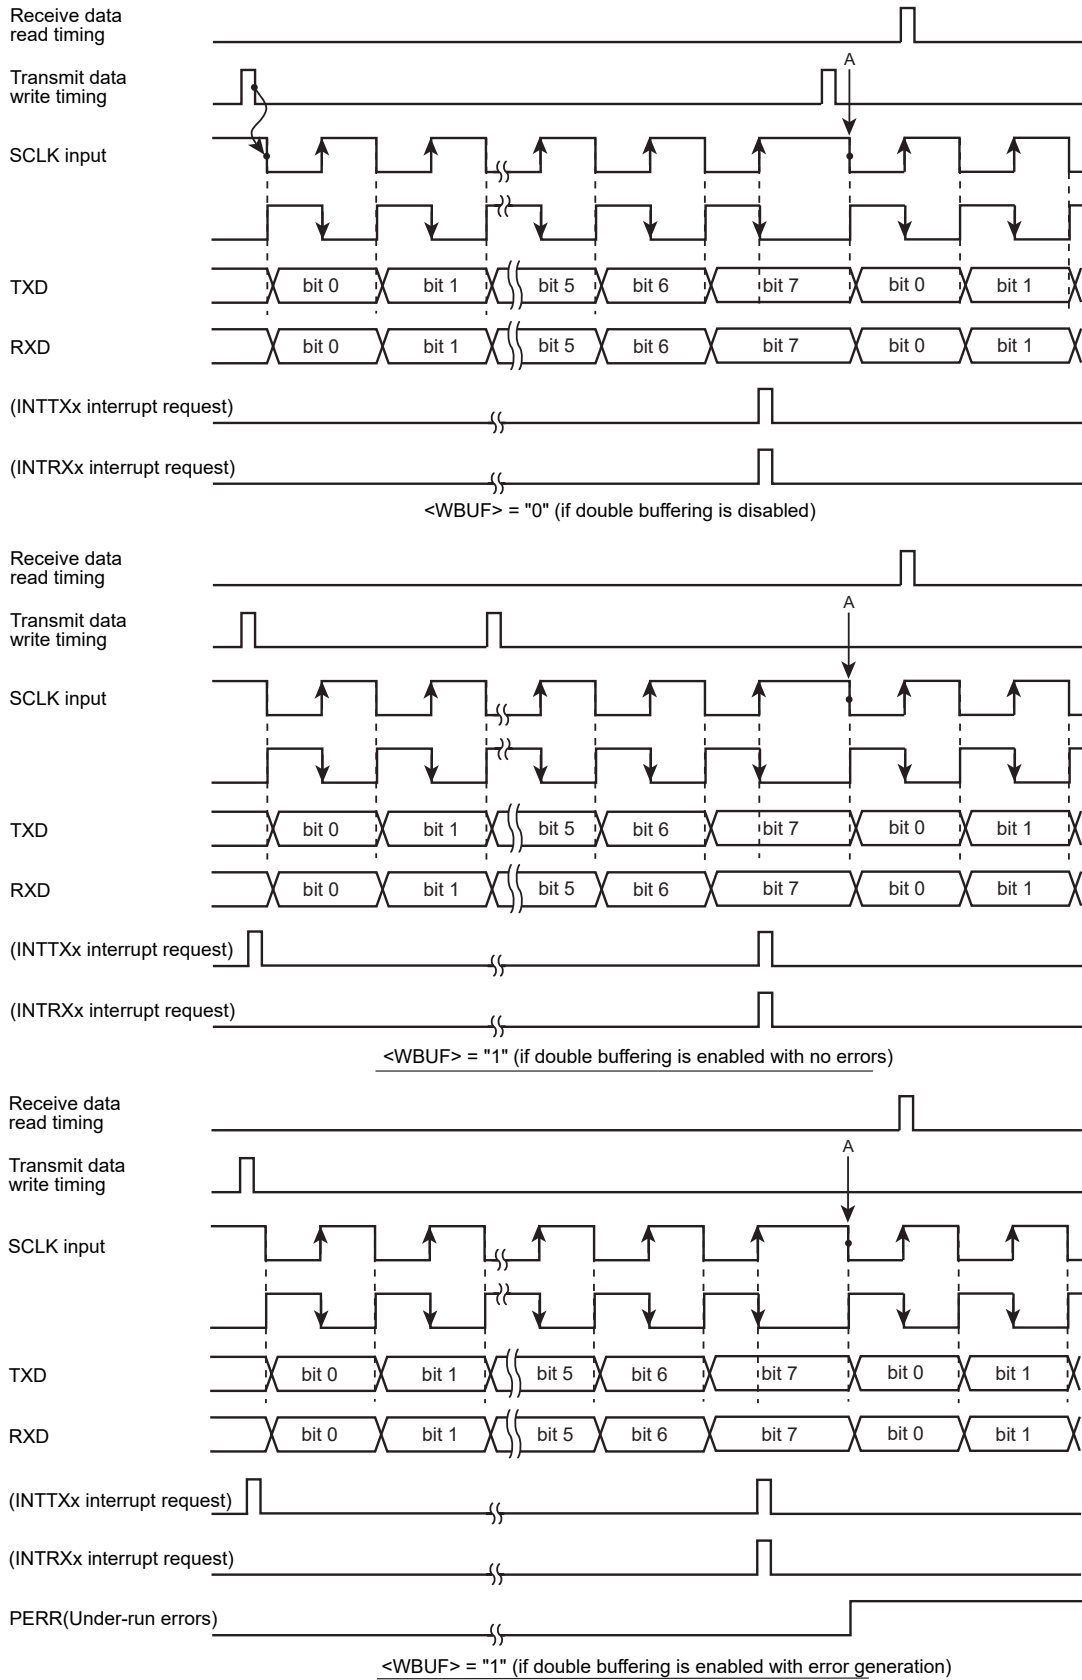 Receive data
read timing
A
Transmit data
write timing
SCLK input
TXD
bit 0
bit 1
bit 5
bit 6
bit 7
bit 0
bit 1
RXD
bit 0
bit 1
bit 5
bit 6
bit 7
bit 0
bit 1
(INTTXx interrupt request)
(INTRXx interrupt request)
<WBUF> = "0" (if double buffering is disabled)
Receive data
read timing
A
Transmit data
write timing
SCLK input
TXD
bit 0
bit 1
bit 5
bit 6
bit 7
bit 0
bit 1
RXD
bit 0
bit 1
bit 5
bit 6
bit 7
bit 0
bit 1
(INTTXx interrupt request)
(INTRXx interrupt request)
<WBUF> = "1" (if double buffering is enabled with no errors)
Receive data
read timing
A
Transmit data
write timing
SCLK input
TXD
bit 0
bit 1
bit 5
bit 6
bit 7
bit 0
bit 1
RXD
bit 0
bit 1
bit 5
bit 6
bit 7
bit 0
bit 1
(INTTXx interrupt request)
(INTRXx interrupt request)
PERR(Under-run errors)
<WBUF> = "1" (if double buffering is enabled with error generation)